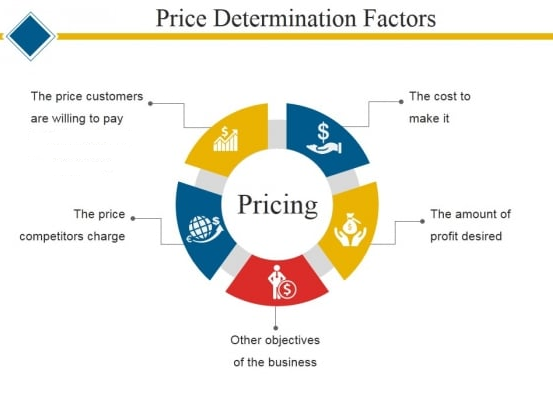 Price Determination Factors
The price customers
are willing to pay
The cost to
make it
The price
competitors charge
Pricing
The amount of
profit desired
Other objectives
of the business
$
$
$
$
€
$